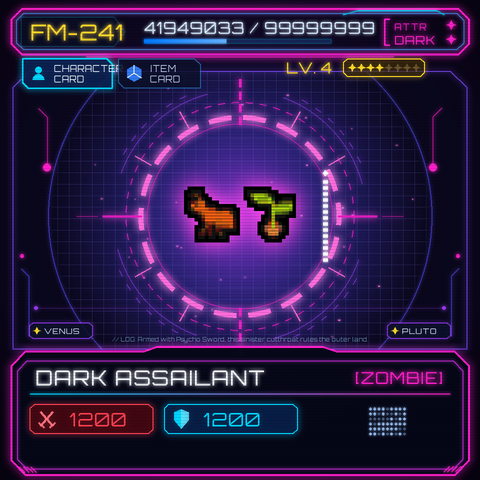 FM-241
41949033 / 99999999
ATTR
DARK
CHARACTER
CARD
ITEM
CARD
LV. 4
VENUS
PLUTO
// LOG: Armed with Psycho Sword, the sinister cutthroat rules the outer land
DARK ASSAILANT
[ZOMBIE]
1200
1200